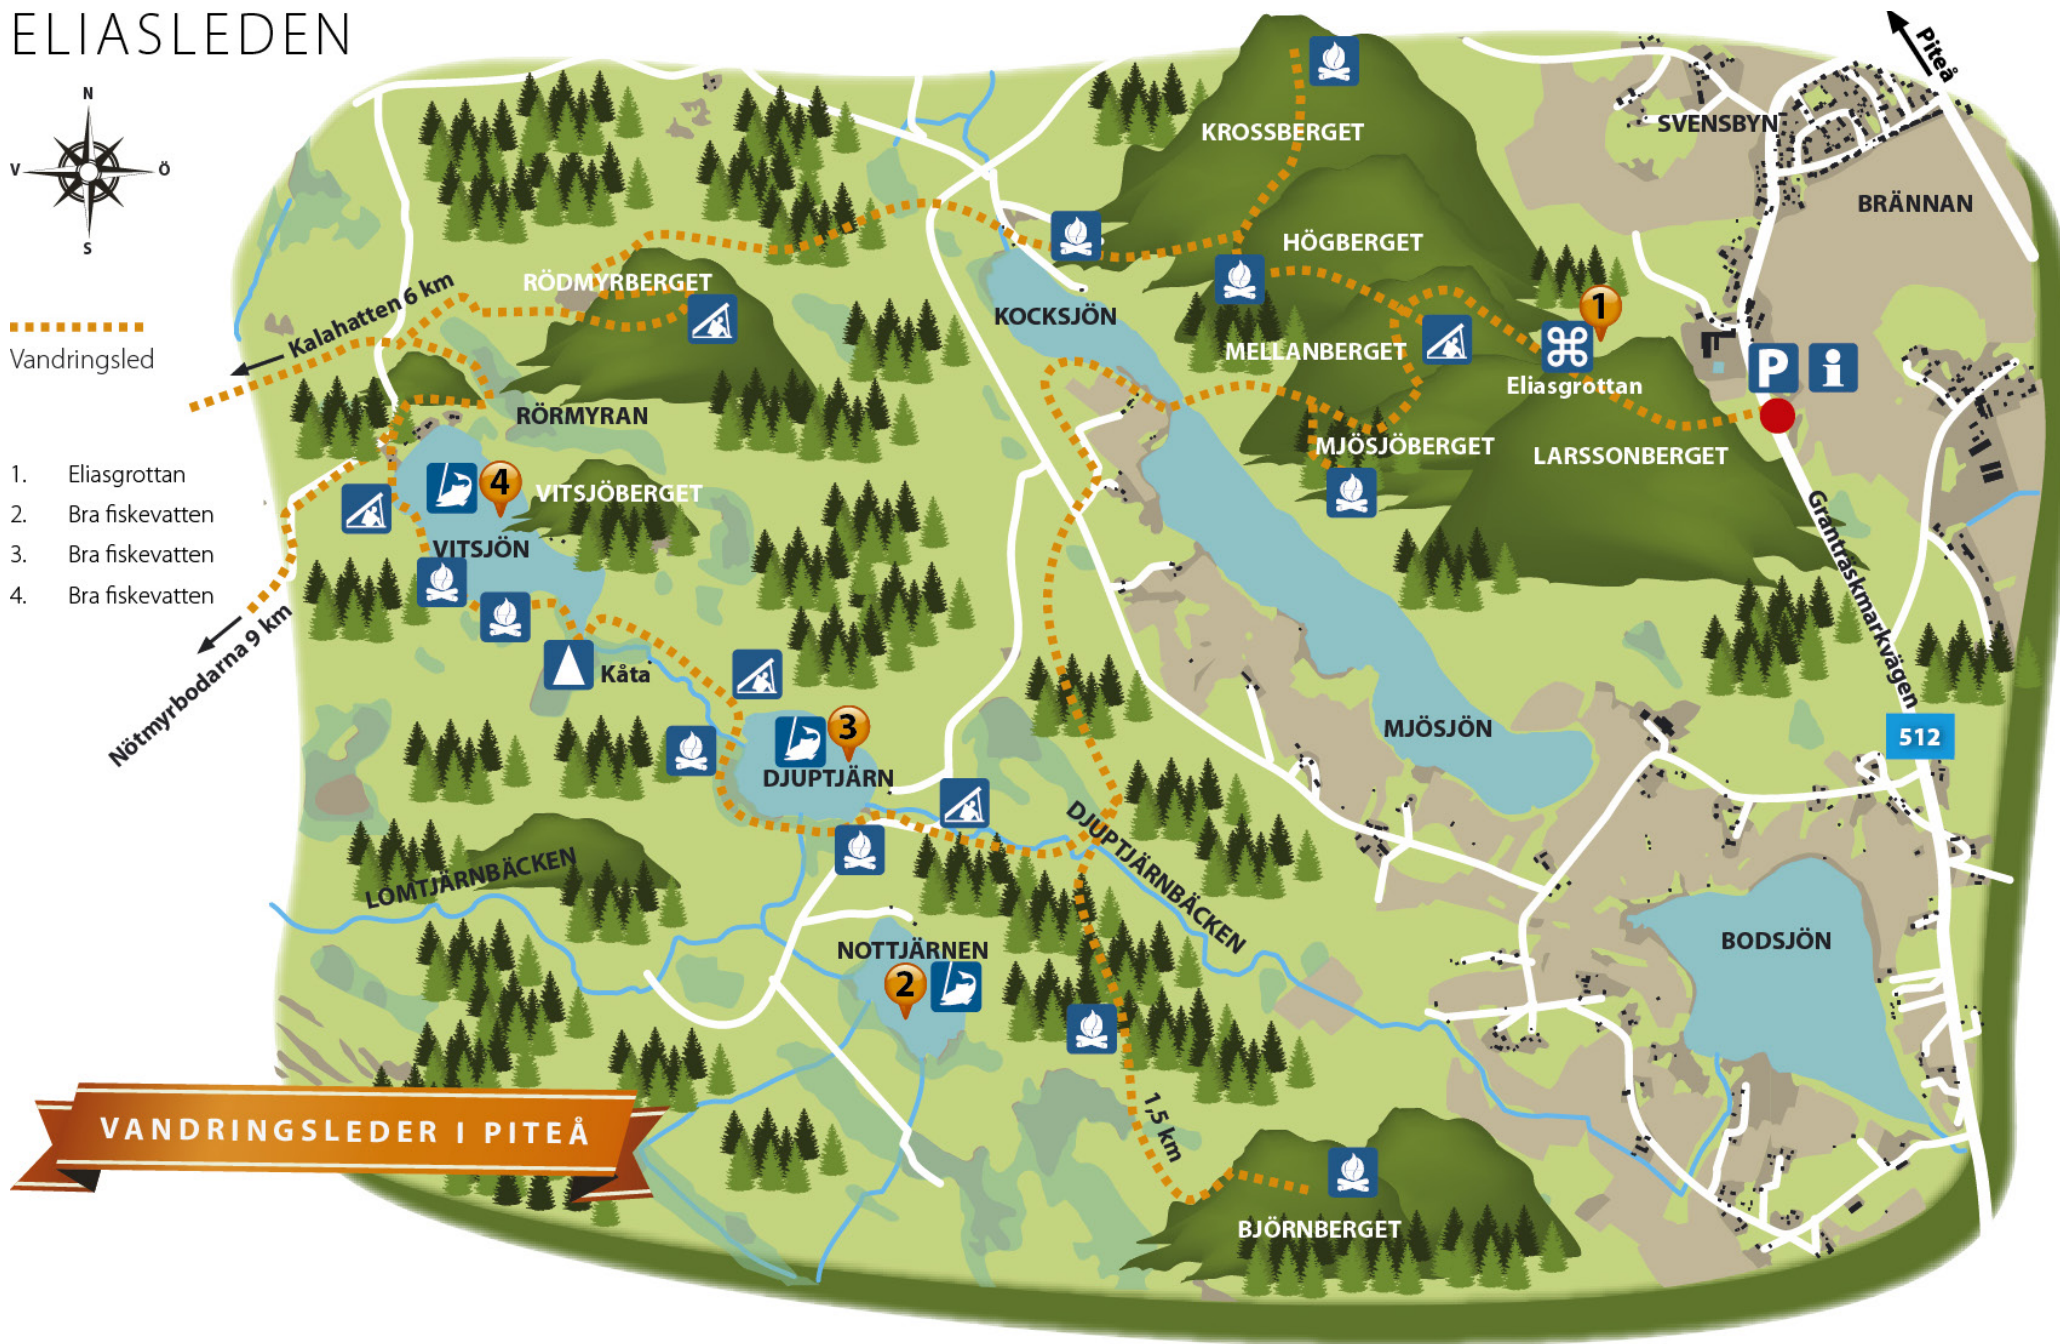 ELIASLEDEN
N
V
Ö
S
Vandringsled
1. Eliasgrottan
2. Bra fiskevatten
3. Bra fiskevatten
4. Bra fiskevatten
Piteå
SVENSBYN
BRÄNNAN
KROSSBERGET
HÖGBERGET
RÖDMYRBERGET
Kalahatten 6 km
KOCKSJÖN
MELLANBERGET
1
Eliasgrottan
P
i
RÖRMYRAN
MJÖSJÖBERGET
LARSSONBERGET
4
VITSJÖBERGET
VITSJÖN
Granträskmarkvägen
Nötmyrbodarna 9 km
Kåta
3
DJUPTJÄRN
MJÖSJÖN
512
DJUPTJÄRNBÄCKEN
LOMTJÄRNBÄCKEN
NOTTJÄRNEN
2
BODSJÖN
1,5 km
BJÖRNBERGET
VANDRINGSLEDER I PITEÅ